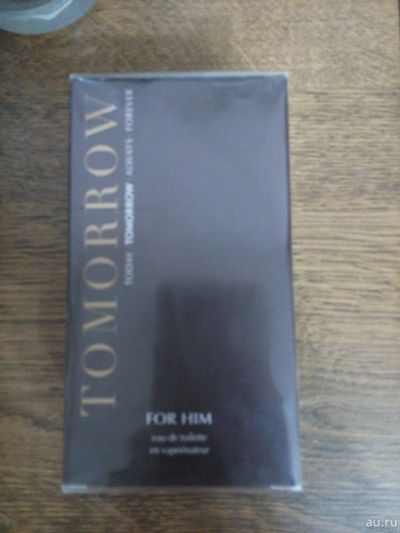 TOMORROW
TODAY TOMORROW ALWAYS FOREVER
FOR HIM
eau de toilette
en vaporisateur
au.ru